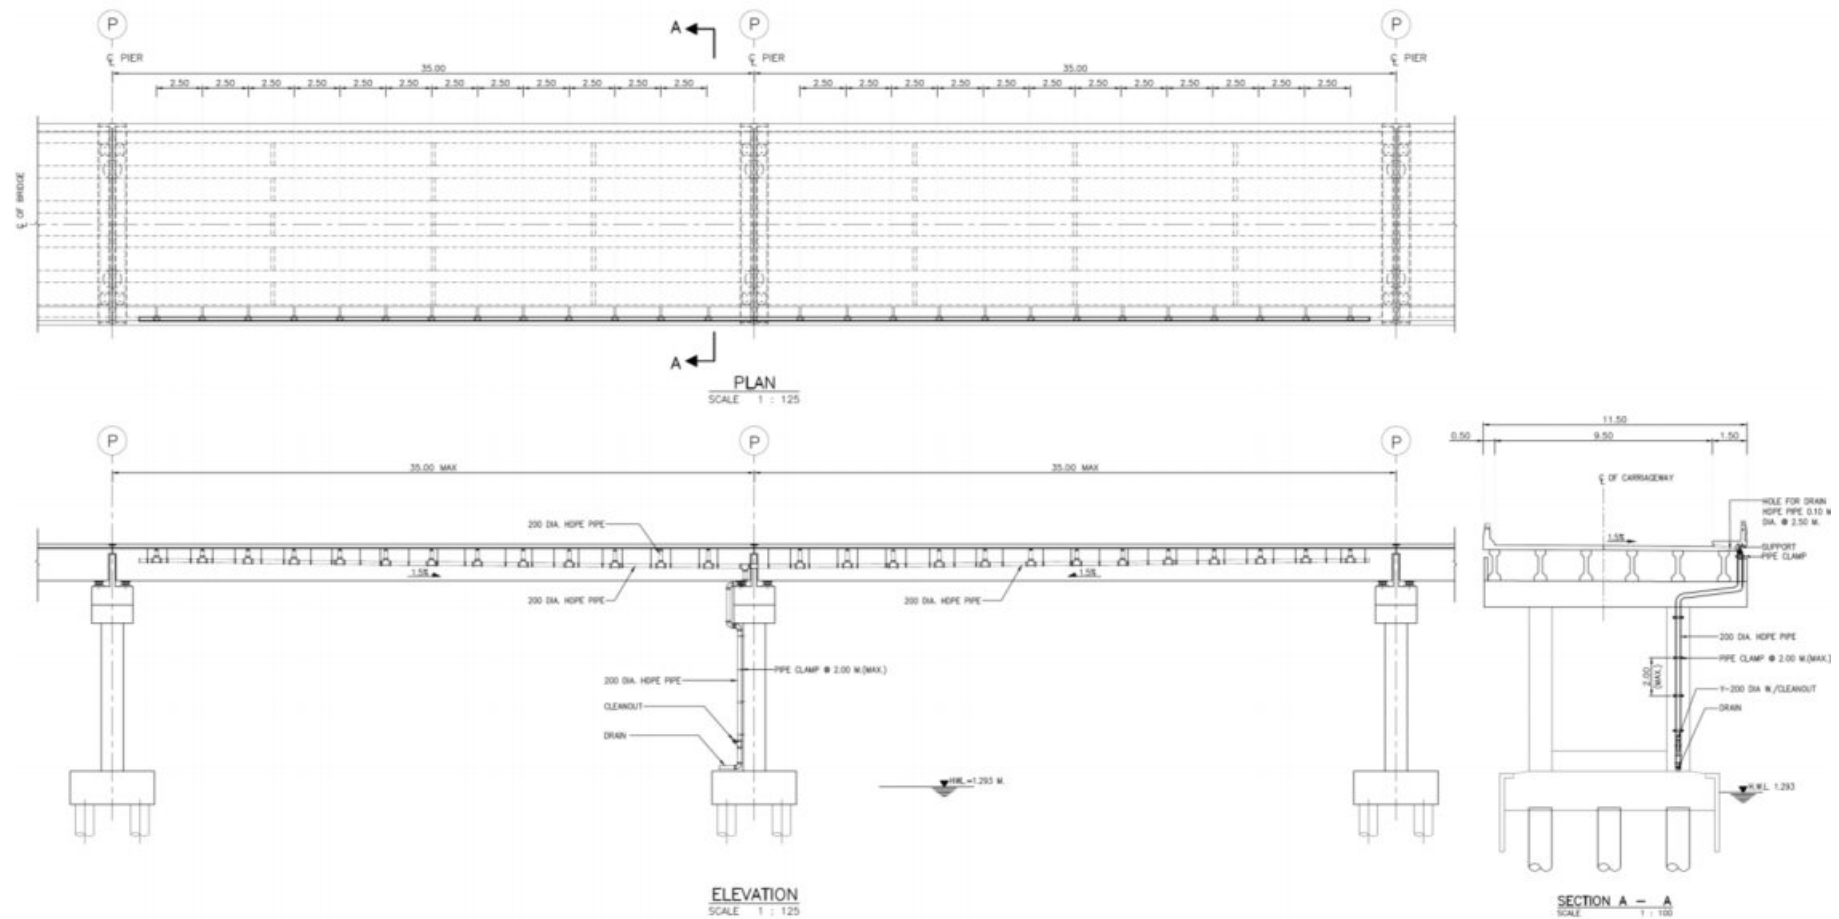 P
P
P
A
A
℄ PIER
℄ PIER
℄ PIER
35.00
35.00
2.50 2.50 2.50 2.50 2.50 2.50 2.50 2.50 2.50 2.50 2.50 2.50
2.50 2.50 2.50 2.50 2.50 2.50 2.50 2.50 2.50 2.50 2.50 2.50
℄ OF BRIDGE
PLAN
SCALE 1 : 125
P
P
P
35.00 MAX
35.00 MAX
200 DIA. HDPE PIPE
1.5%
1.5%
200 DIA. HDPE PIPE
200 DIA. HDPE PIPE
PIPE CLAMP @ 2.00 M.(MAX.)
200 DIA. HDPE PIPE
CLEANOUT
DRAIN
HWL=1.293 M.
ELEVATION
SCALE 1 : 125
11.50
0.50
9.50
1.50
℄ OF CARRIAGEWAY
HOLE FOR DRAIN
HDPE PIPE 0.10 M
DIA. @ 2.50 M.
1.5%
SUPPORT
PIPE CLAMP
200 DIA. HDPE PIPE
PIPE CLAMP @ 2.00 M.(MAX.)
2.00
(MAX.)
Y-200 DIA W./CLEANOUT
DRAIN
H.W.L. 1.293
SECTION A - A
SCALE 1 : 100